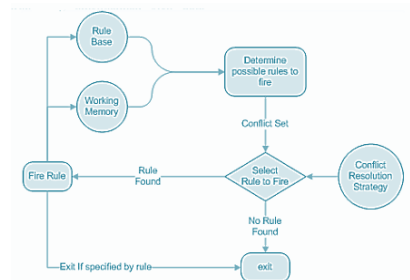 Rule
Base
Determine
possible rules to
fire
Working
Memory
Conflict Set
Rule
Found
Fire Rule
Select
Rule to Fire
Conflict
Resolution
Strategy
No Rule
Found
Exit If specified by rule
exit